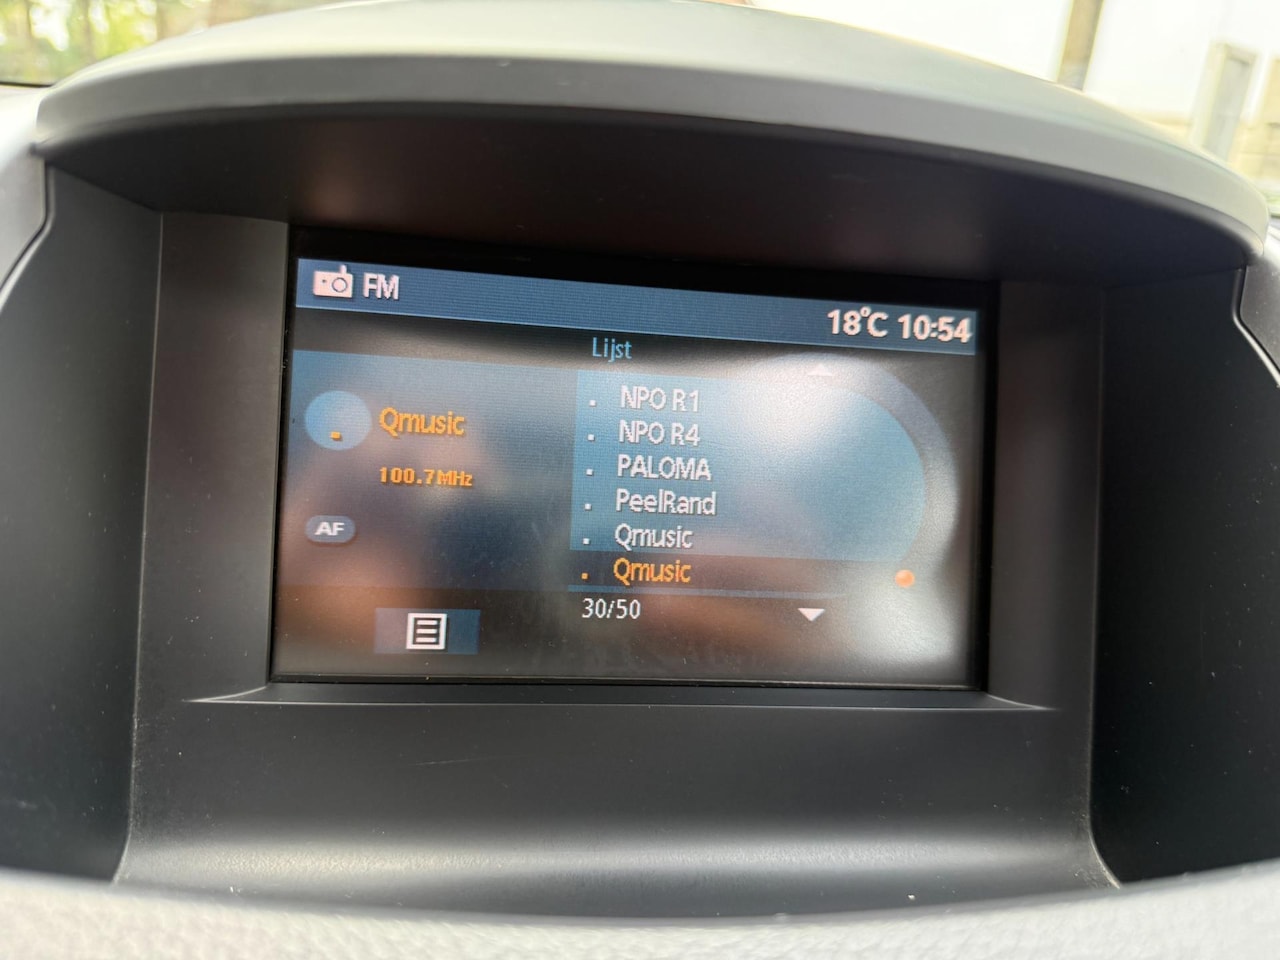 FM
18°C 10:54
Lijst
Qmusic
100.7MHz
AF
. NPO R1
. NPO R4
. PALOMA
. PeelRand
. Qmusic
. Qmusic
30/50